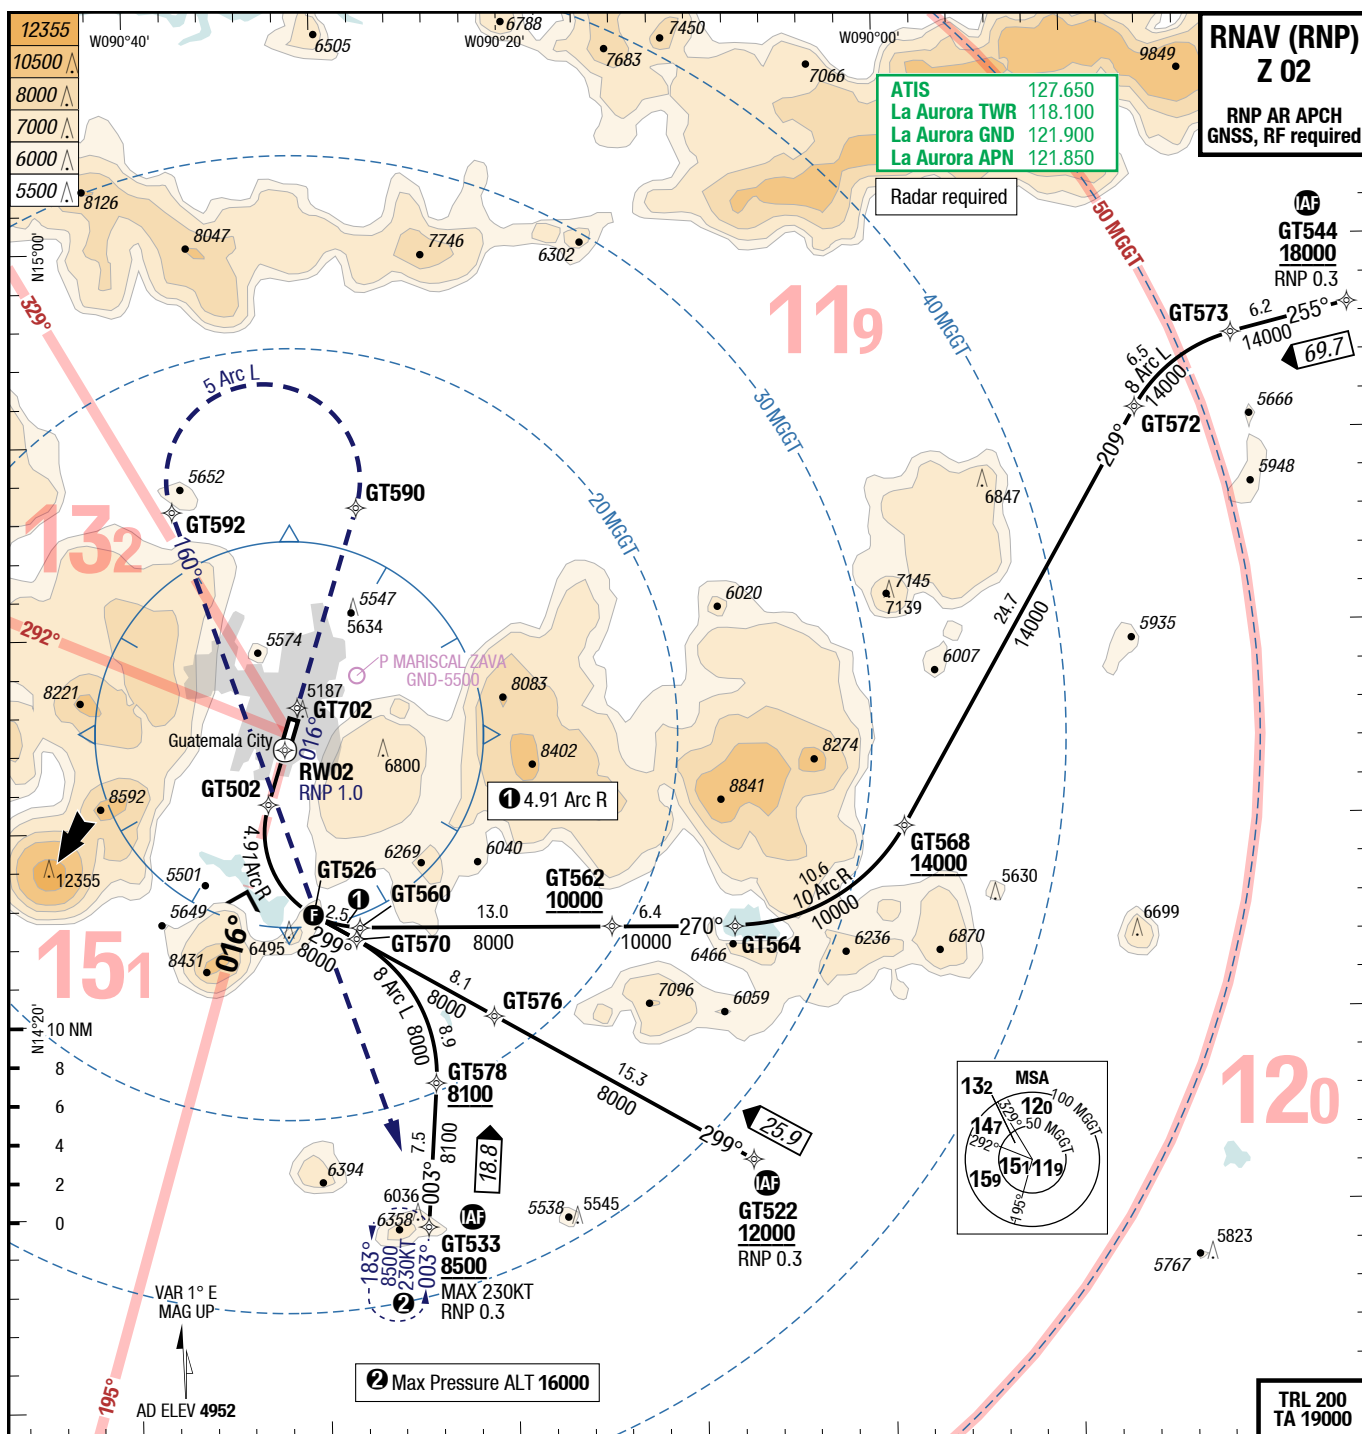 12355
10500
8000
7000
6000
5500
W090°40'
W090°20'
W090°00'
6505
6788
7683
7450
7066
9849
RNAV (RNP)
Z 02
RNP AR APCH
GNSS, RF required
ATIS 127.650
La Aurora TWR 118.100
La Aurora GND 121.900
La Aurora APN 121.850
Radar required
8126
8047
7746
6302
N15°00'
50 MGGT
40 MGGT
30 MGGT
20 MGGT
IAF
GT544
18000
RNP 0.3
GT573
6.2
255°
14000
69.7
6.5
8 Arc L
14000
GT572
209°
5666
5948
329°
119
5 Arc L
5652
GT592
GT590
132
160°
6847
7145
7139
6020
24.7
14000
5935
6007
292°
5547
5634
5574
P MARISCAL ZAVA
GND-5500
8221
5187
GT702
016°
Guatemala City
RW02
RNP 1.0
6800
8083
8402
8274
8841
1 4.91 Arc R
GT502
8592
12355
4.91Arc R
6269
6040
5501
5649
GT526
1
GT560
F
2.5
299°
8000
GT570
GT562
10000
13.0
8000
6.4
10000
270°
GT564
6466
10.6
10 Arc R
10000
GT568
14000
5630
6236
6870
6699
016°
6495
8431
151
8 Arc L
8000
8.9
8.1
8000
GT576
7096
6059
N14°20'
10 NM
8
6
4
2
0
GT578
8100
15.3
8000
299°
25.9
IAF
GT522
12000
RNP 0.3
7.5
8100
18.8
003°
6394
6036
6358
IAF
GT533
8500
MAX 230KT
RNP 0.3
5538
5545
183°
8500
230KT
003°
2
MSA
132
329°
120
100 MGGT
50 MGGT
147
292°
151
119
159
195°
120
5823
5767
VAR 1° E
MAG UP
AD ELEV 4952
195°
2 Max Pressure ALT 16000
TRL 200
TA 19000